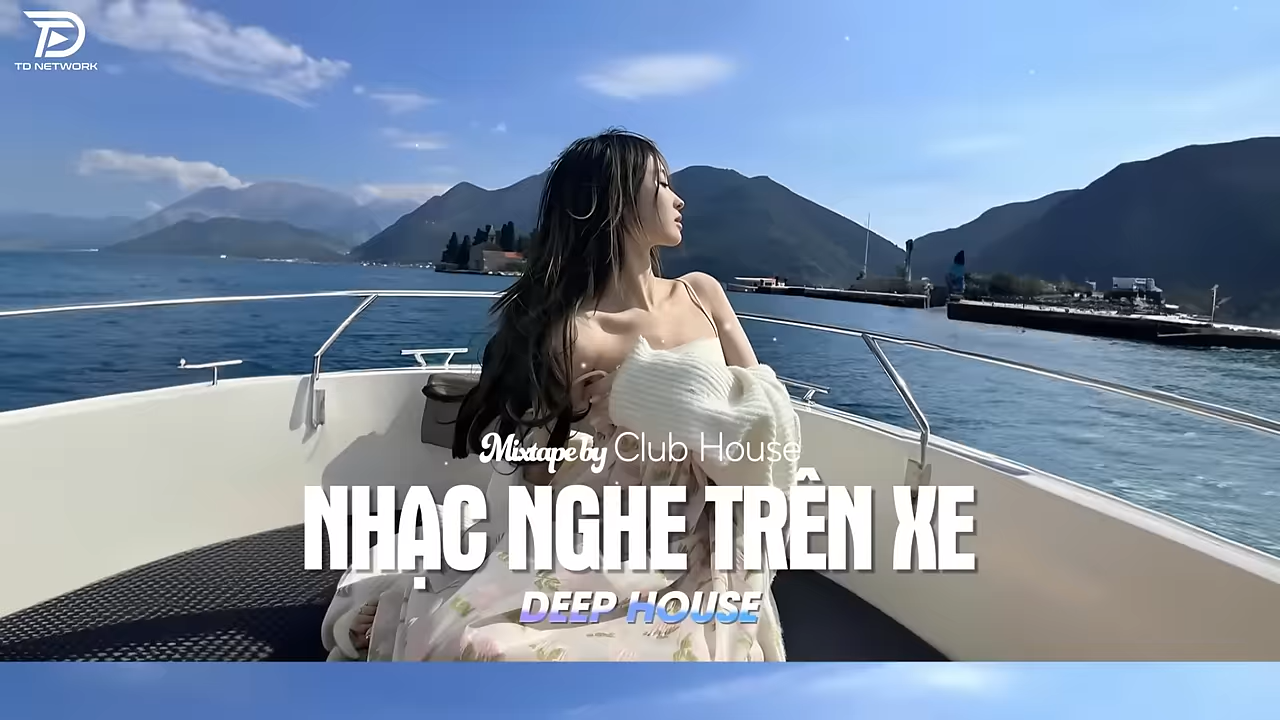 TD NETWORK
Mixtape by Club House
NHẠC NGHE TRÊN XE
DEEP HOUSE